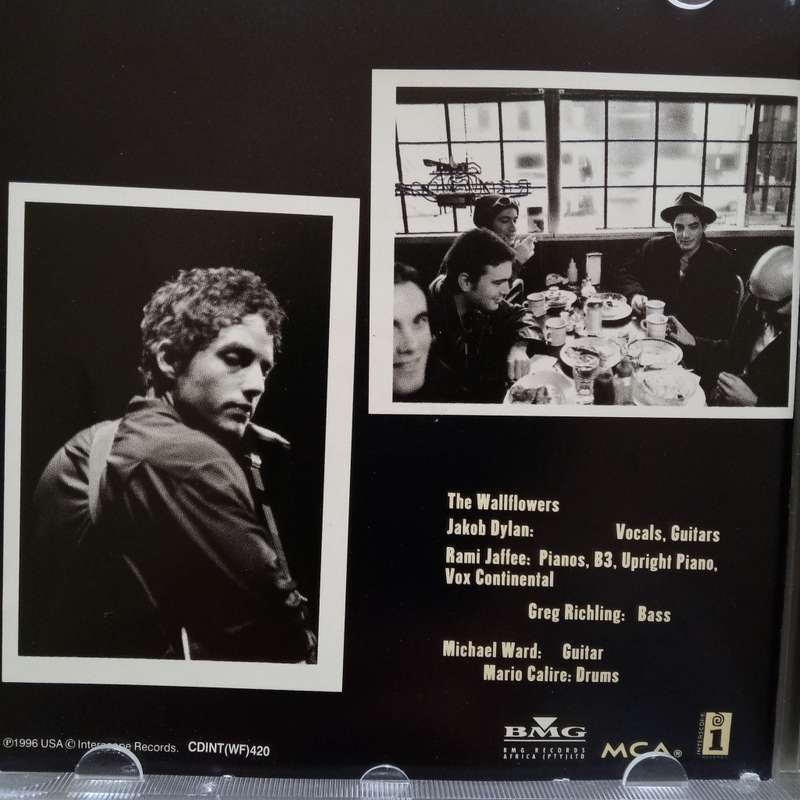 The Wallflowers
Jakob Dylan: Vocals, Guitars
Rami Jaffee: Pianos, B3, Upright Piano,
Vox Continental
Greg Richling: Bass
Michael Ward: Guitar
Mario Calire: Drums
℗1996 USA © Interscope Records. CDINT(WF)420
BMG
BMG RECORDS
AFRICA (PTY)LTD
MCA®
INTERSCOPE
i
RECORDS